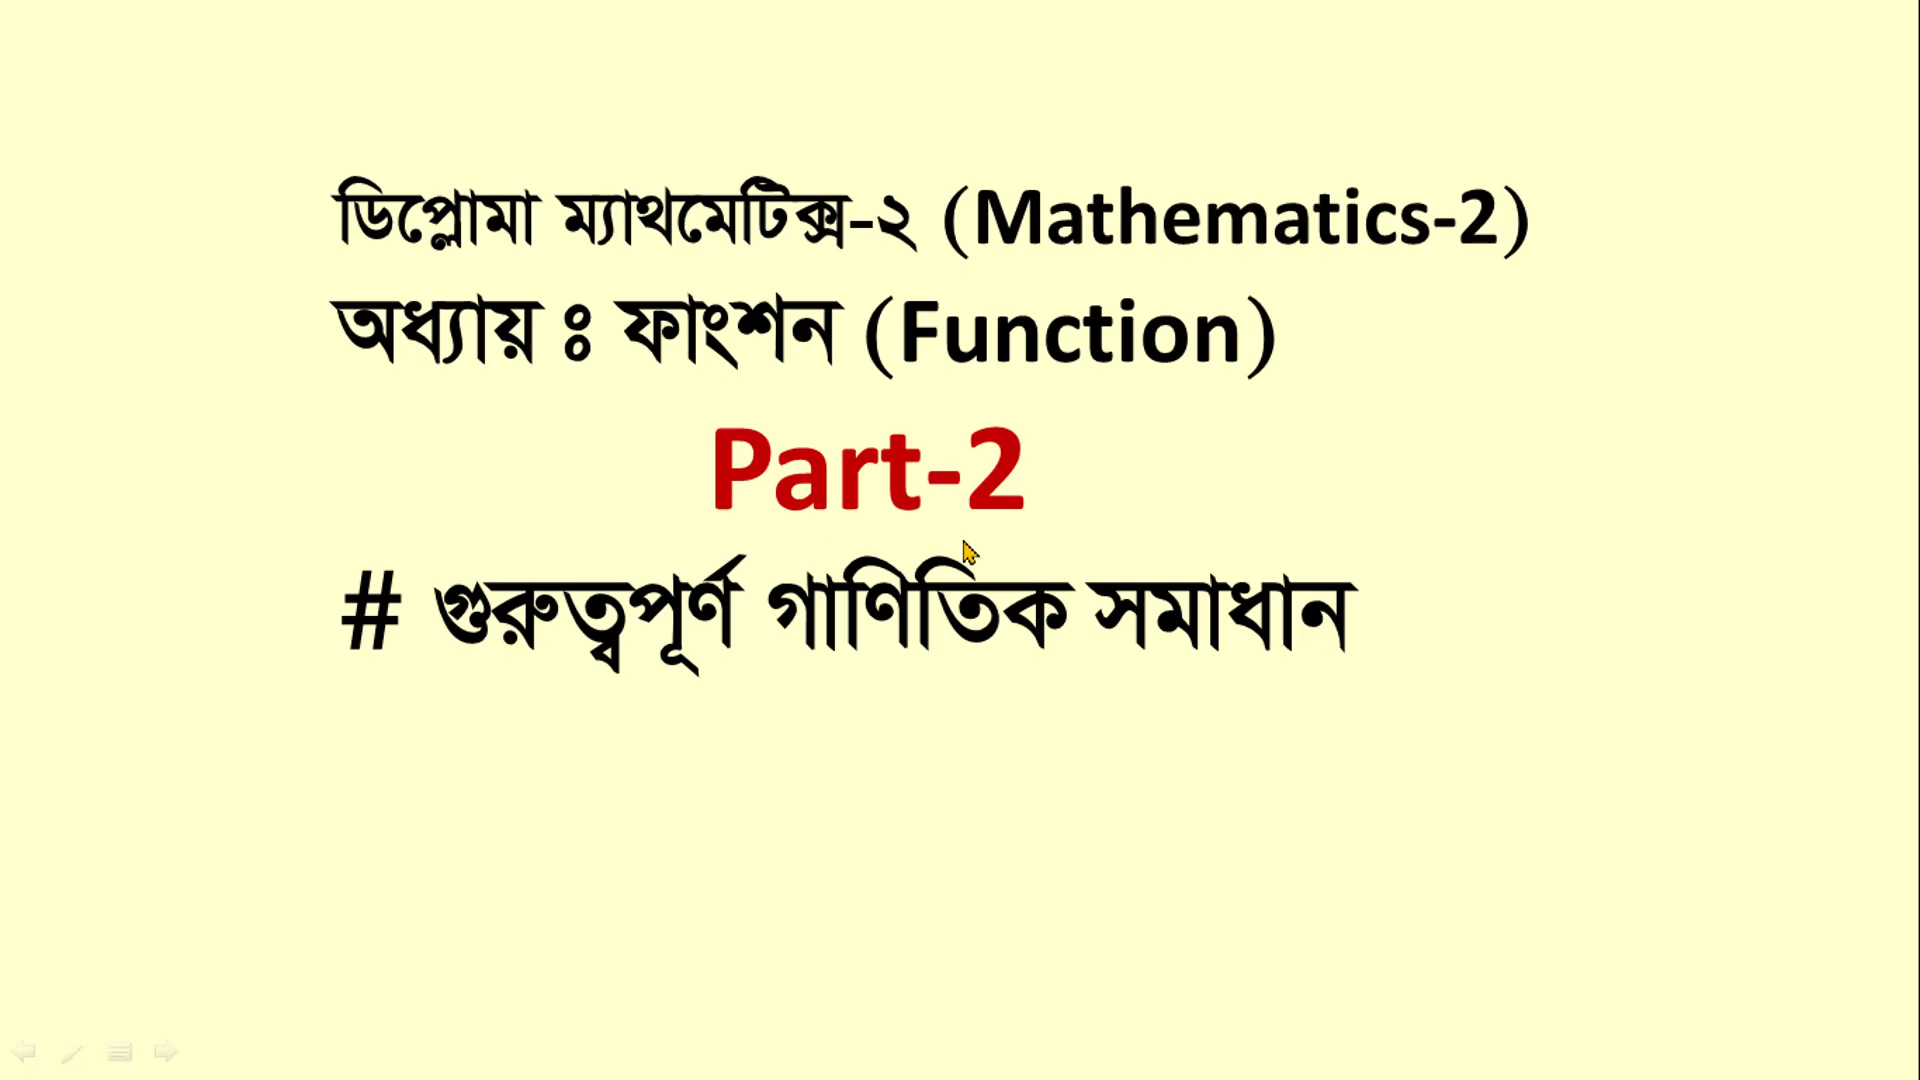 ডিপ্লোমা ম্যাথমেটিক্স-২ (Mathematics-2)
অধ্যায় ঃ ফাংশন (Function)
Part-2
# গুরুত্বপূর্ণ গাণিতিক সমাধান